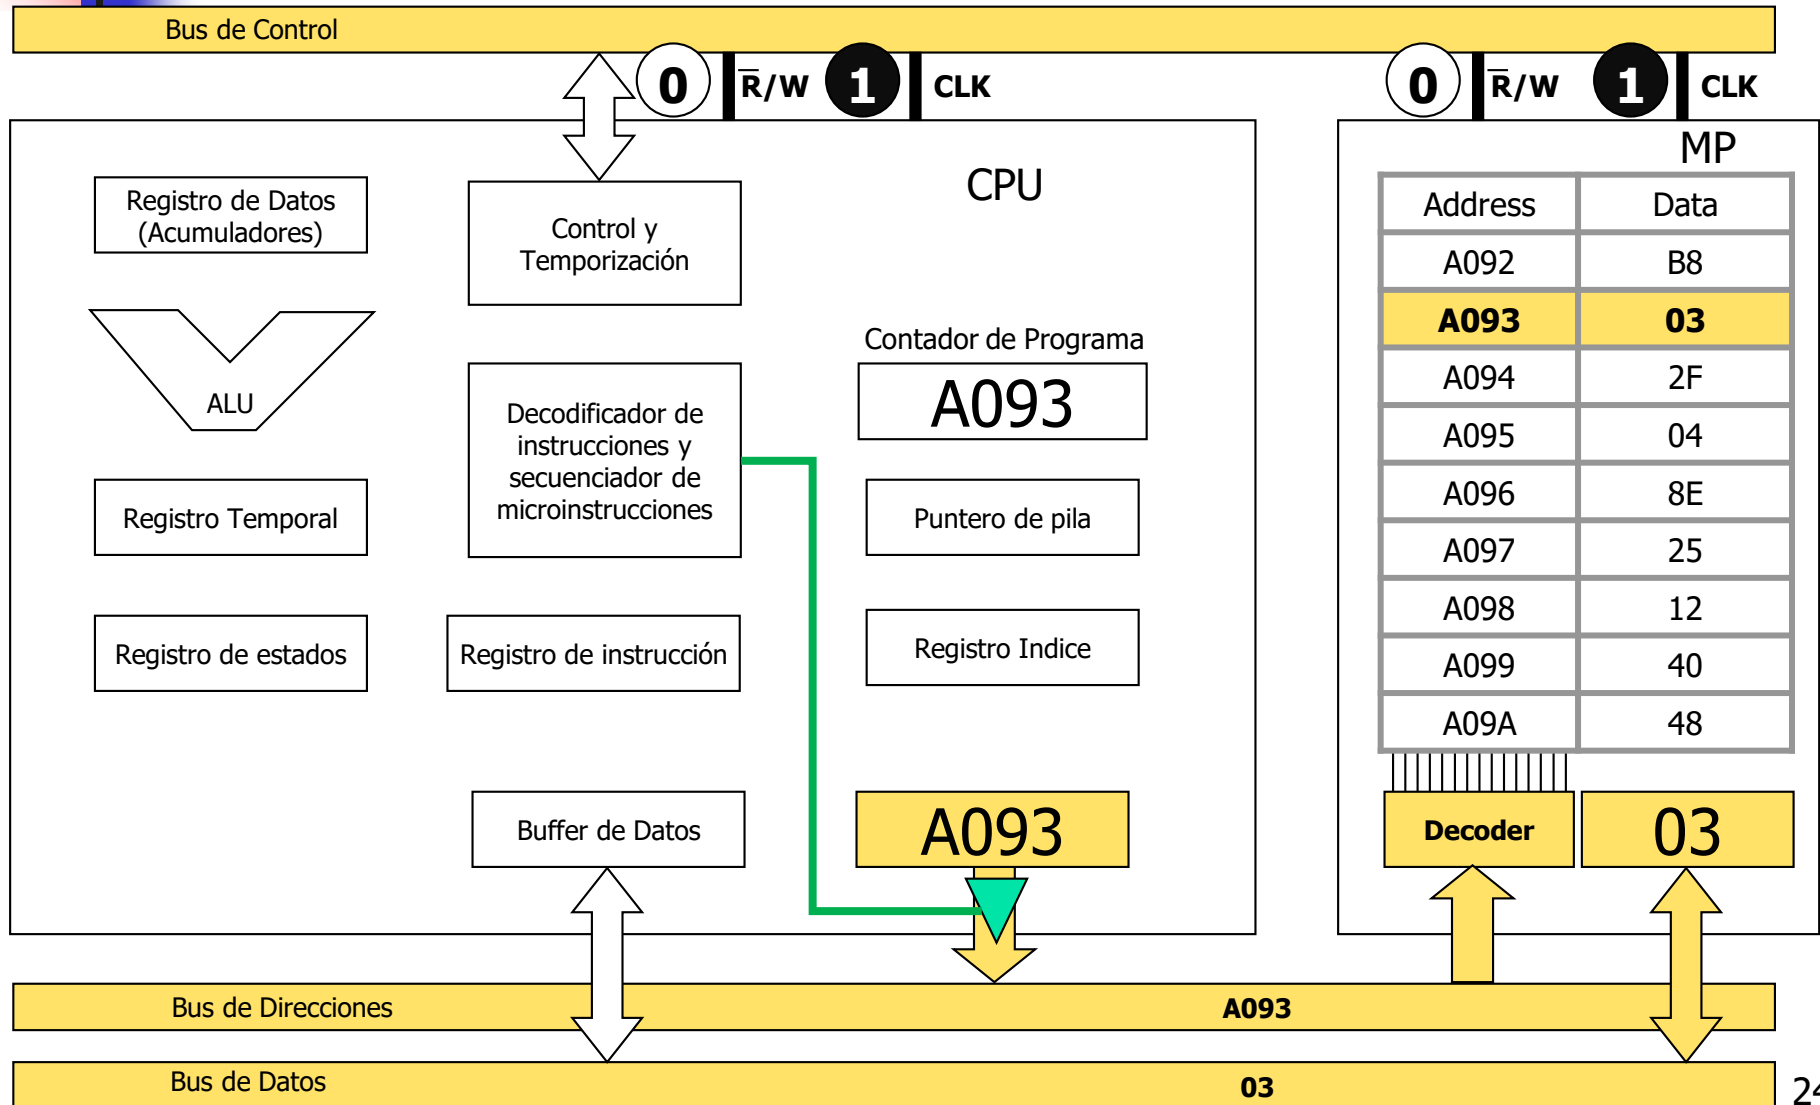 Bus de Control
0 R̅/W 1 CLK
0 R̅/W 1 CLK
CPU
MP
Registro de Datos
(Acumuladores)
Control y
Temporización
ALU
Decodificador de
instrucciones y
secuenciador de
microinstrucciones
Contador de Programa
A093
Registro Temporal
Puntero de pila
Registro de estados
Registro de instrucción
Registro Indice
Buffer de Datos
A093
Address Data
A092 B8
A093 03
A094 2F
A095 04
A096 8E
A097 25
A098 12
A099 40
A09A 48
Decoder
03
Bus de Direcciones
A093
Bus de Datos
03
24